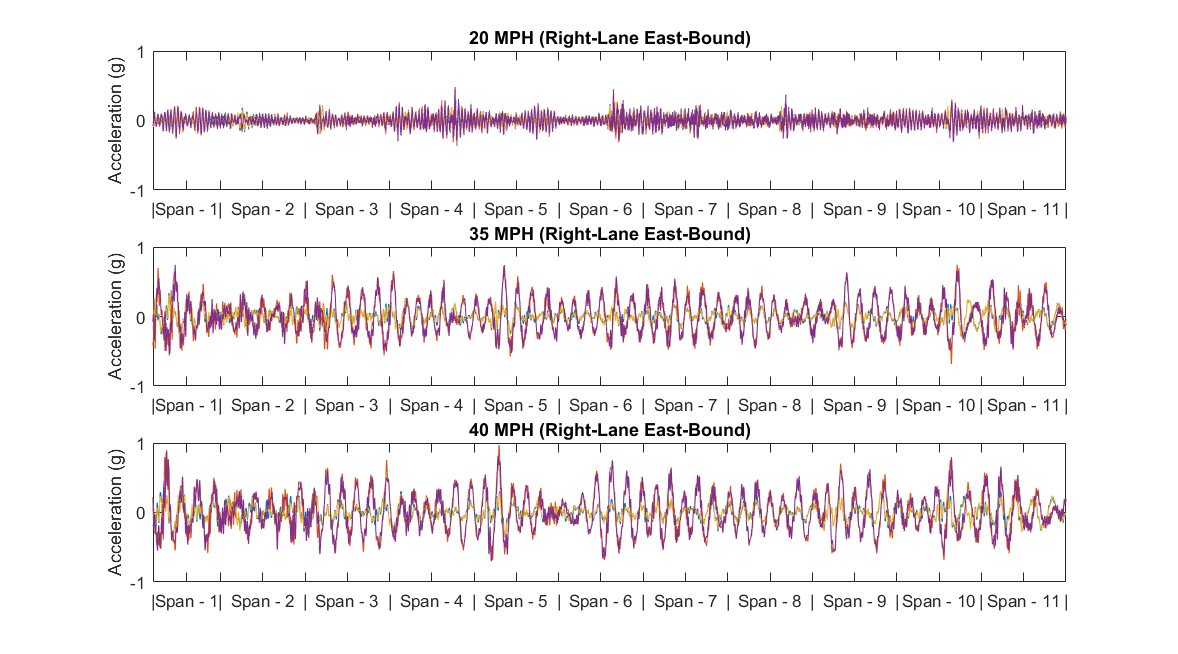 20 MPH (Right-Lane East-Bound)
Acceleration (g)
1
0
-1
|Span - 1| Span - 2 | Span - 3 | Span - 4 | Span - 5 | Span - 6 | Span - 7 | Span - 8 | Span - 9 |Span - 10|Span - 11|
35 MPH (Right-Lane East-Bound)
Acceleration (g)
1
0
-1
|Span - 1| Span - 2 | Span - 3 | Span - 4 | Span - 5 | Span - 6 | Span - 7 | Span - 8 | Span - 9 |Span - 10|Span - 11|
40 MPH (Right-Lane East-Bound)
Acceleration (g)
1
0
-1
|Span - 1| Span - 2 | Span - 3 | Span - 4 | Span - 5 | Span - 6 | Span - 7 | Span - 8 | Span - 9 |Span - 10|Span - 11|